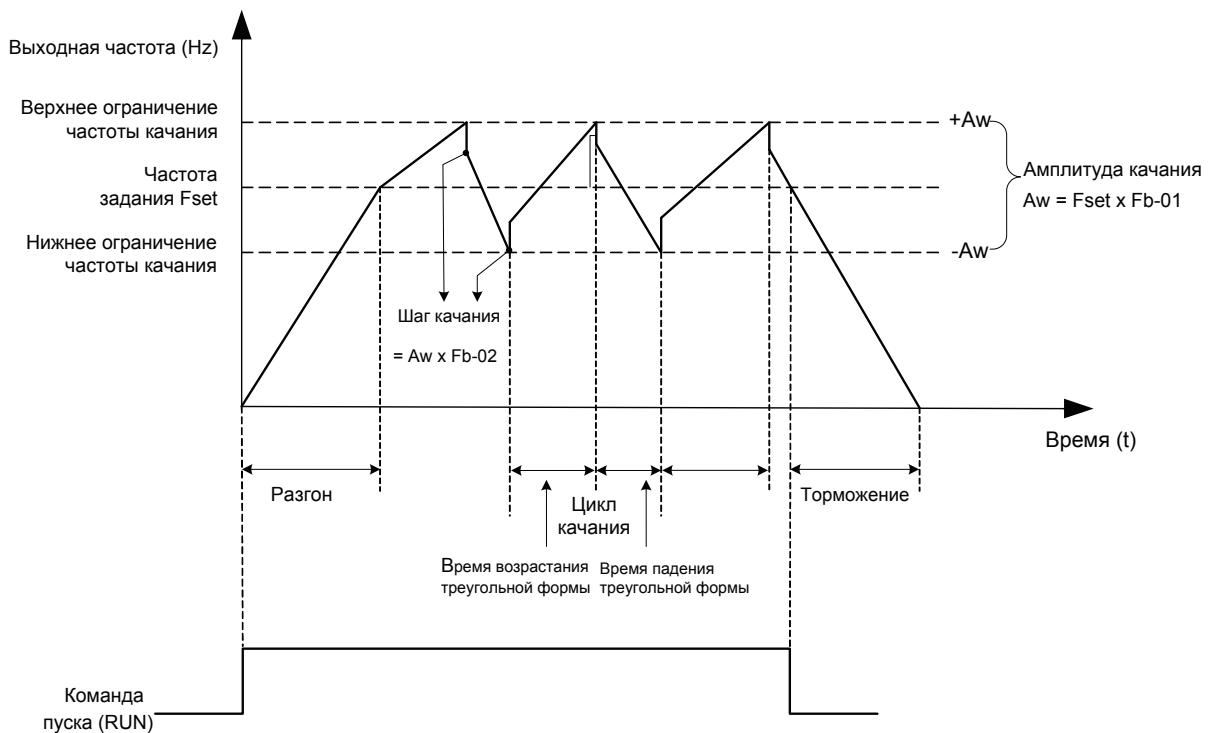 Выходная частота (Hz)
Верхнее ограничение
частоты качания
Частота
задания Fset
Нижнее ограничение
частоты качания
+Aw
Амплитуда качания
Aw = Fset x Fb-01
-Aw
Шаг качания
= Aw x Fb-02
Время (t)
Разгон
Цикл
качания
Торможение
Время возрастания
треугольной формы
Время падения
треугольной формы
Команда
пуска (RUN)